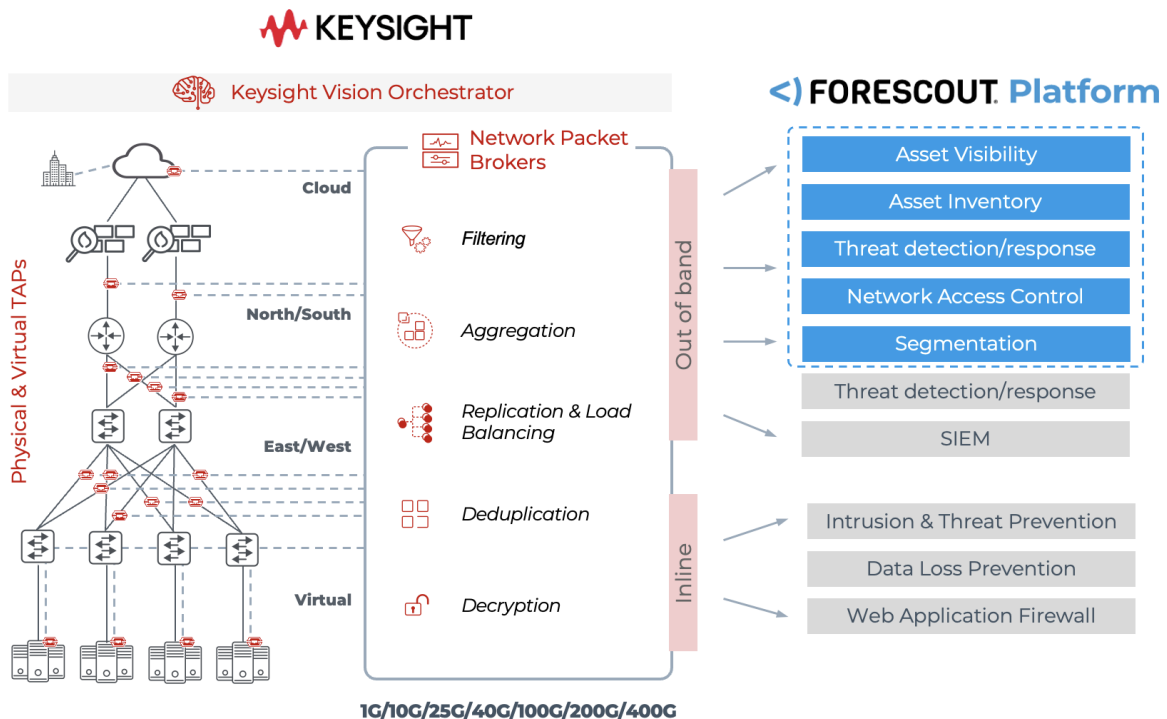 KEYSIGHT
Keysight Vision Orchestrator
<) FORESCOUT. Platform
Physical & Virtual TAPs
Cloud
North/South
East/West
Virtual
Network Packet
Brokers
Filtering
Aggregation
Replication & Load
Balancing
Deduplication
Decryption
Out of band
Inline
Asset Visibility
Asset Inventory
Threat detection/response
Network Access Control
Segmentation
Threat detection/response
SIEM
Intrusion & Threat Prevention
Data Loss Prevention
Web Application Firewall
1G/10G/25G/40G/100G/200G/400G